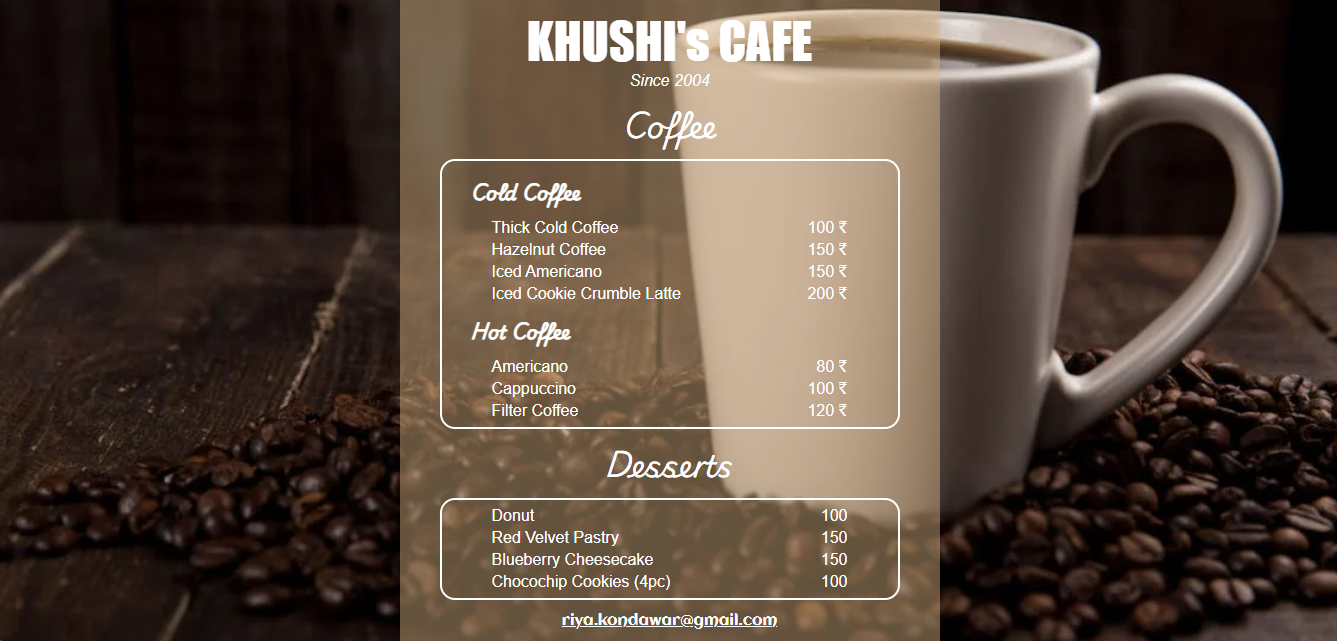 KHUSHI's CAFE
Since 2004
Coffee
Cold Coffee
Thick Cold Coffee 100 ₹
Hazelnut Coffee 150 ₹
Iced Americano 150 ₹
Iced Cookie Crumble Latte 200 ₹
Hot Coffee
Americano 80 ₹
Cappuccino 100 ₹
Filter Coffee 120 ₹
Desserts
Donut 100
Red Velvet Pastry 150
Blueberry Cheesecake 150
Chocochip Cookies (4pc) 100
riya.kondawar@gmail.com